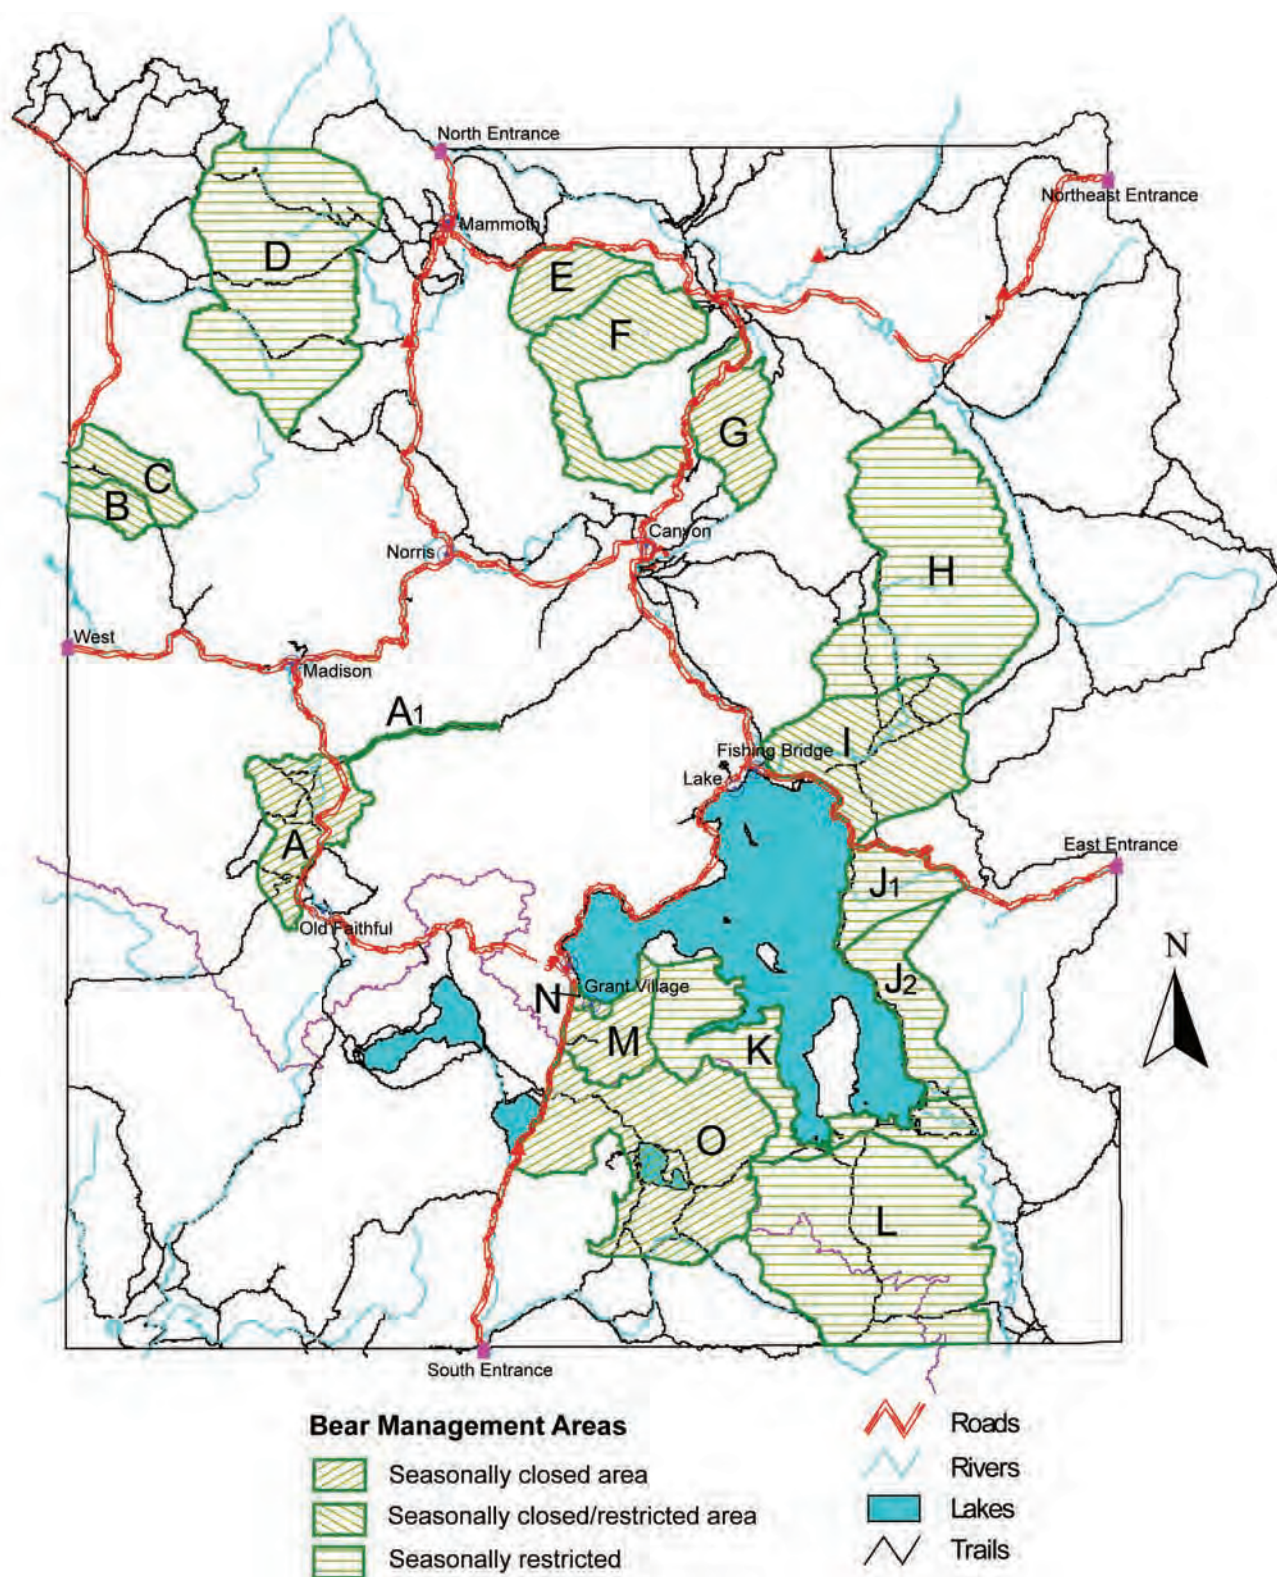 North Entrance
Northeast Entrance
Mammoth
D
E
F
G
C
B
Canyon
Norris
H
West
Madison
A1
I
Fishing Bridge
Lake
A
East Entrance
J1
Old Faithful
N
J2
Grant Village
N
M
K
O
L
South Entrance
Bear Management Areas
Seasonally closed area
Seasonally closed/restricted area
Seasonally restricted
Roads
Rivers
Lakes
Trails